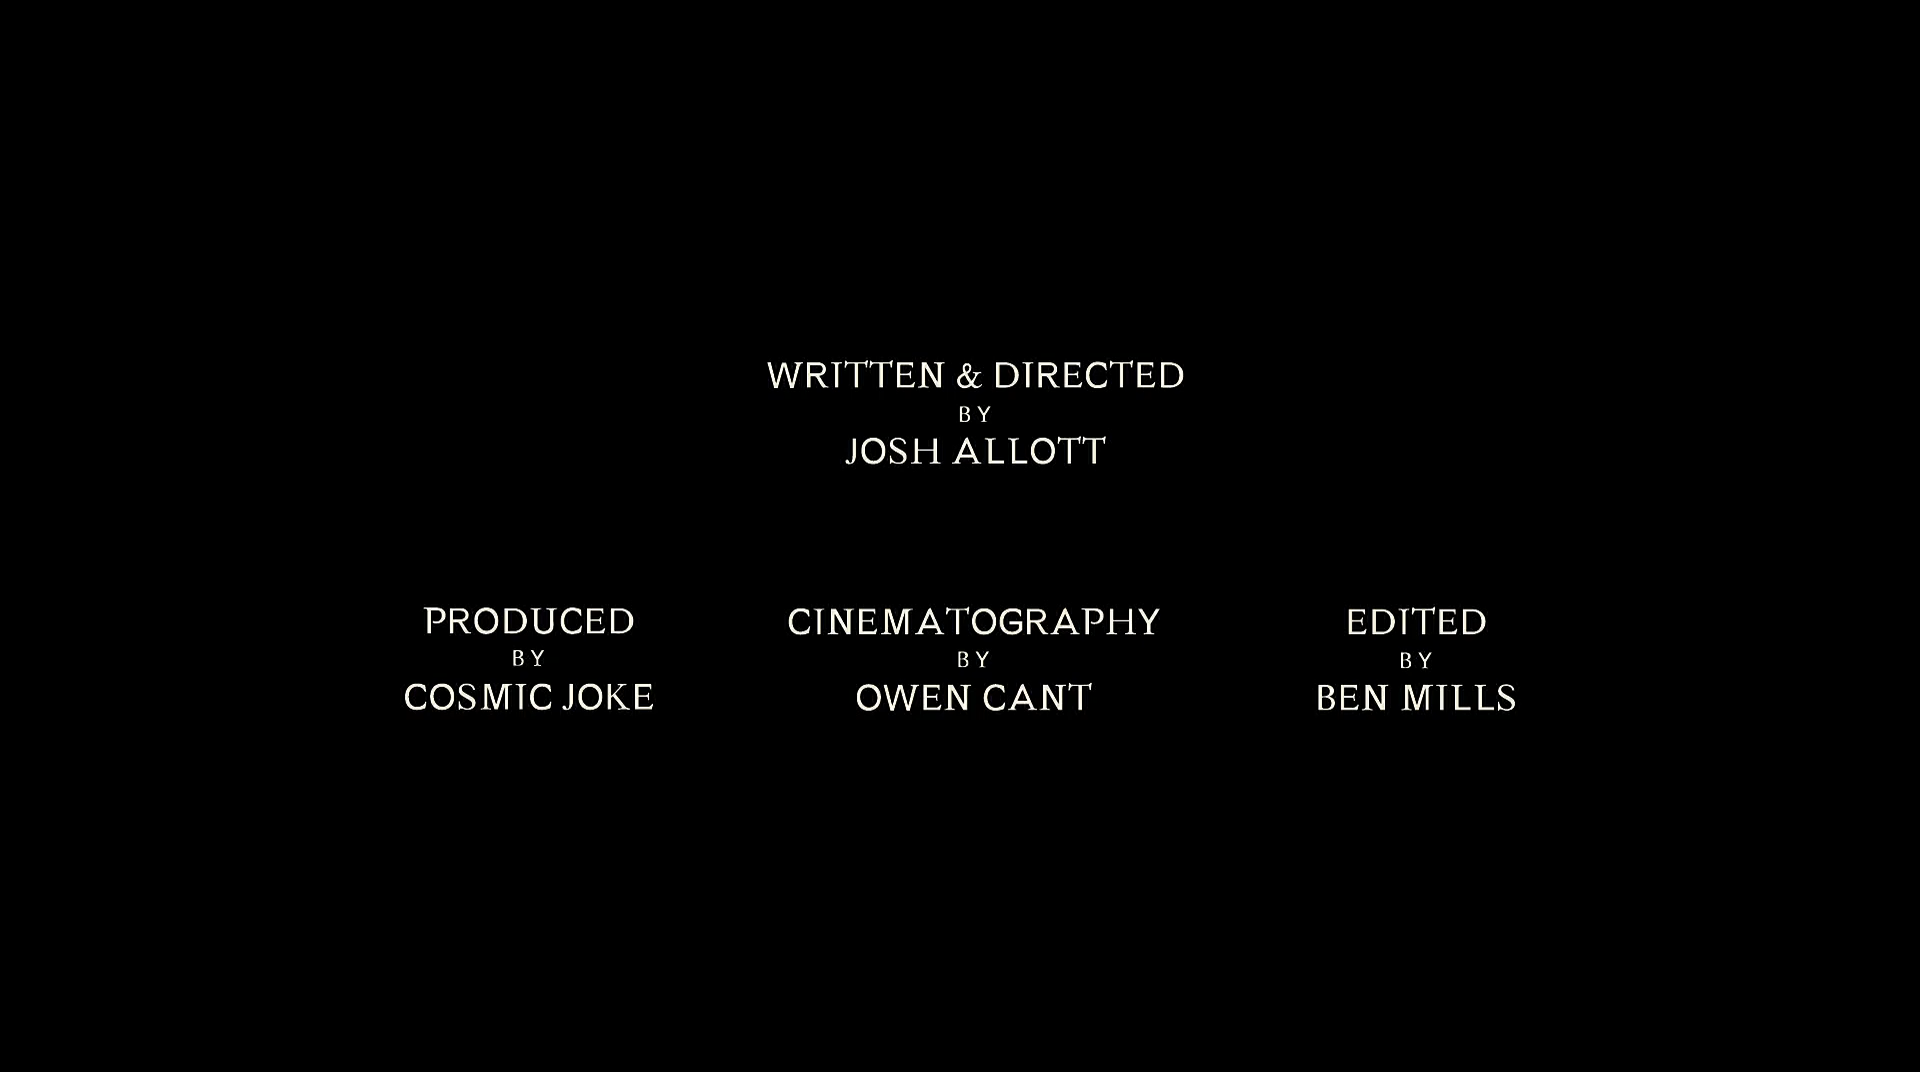 WRITTEN & DIRECTED
BY
JOSH ALLOTT
PRODUCED
BY
COSMIC JOKE
CINEMATOGRAPHY
BY
OWEN CANT
EDITED
BY
BEN MILLS